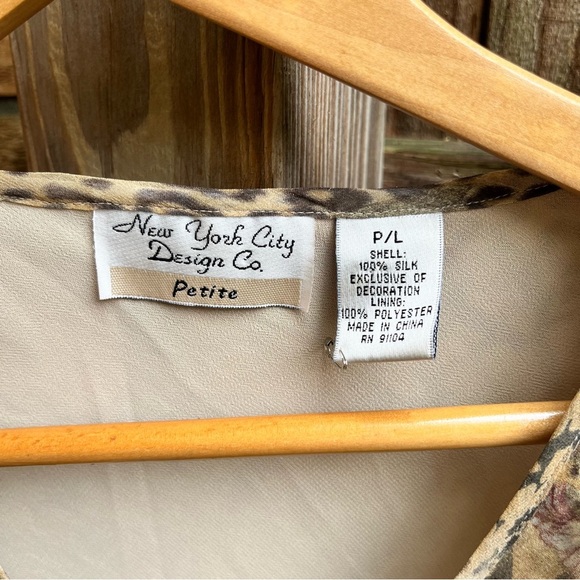 New York City
Design Co.
Petite
P/L
SHELL:
100% SILK
EXCLUSIVE OF
DECORATION
LINING:
100% POLYESTER
MADE IN CHINA
RN 91104